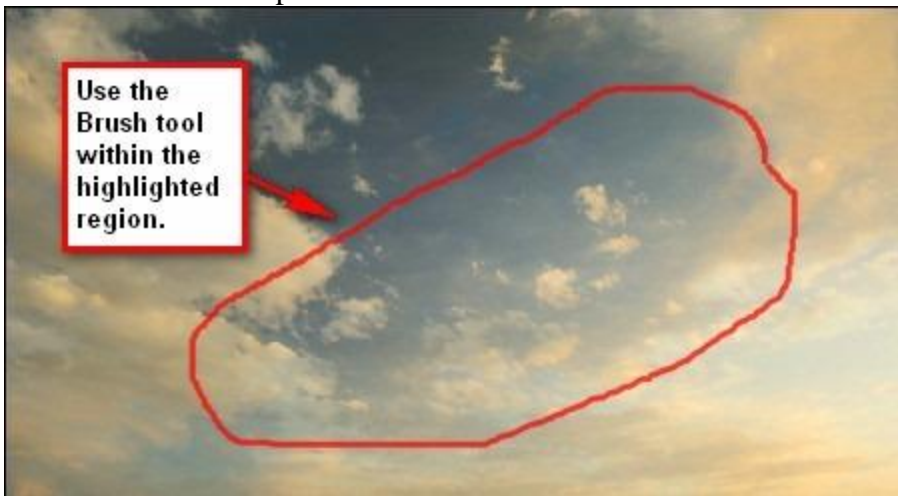 Use the
Brush tool
within the
highlighted
region.